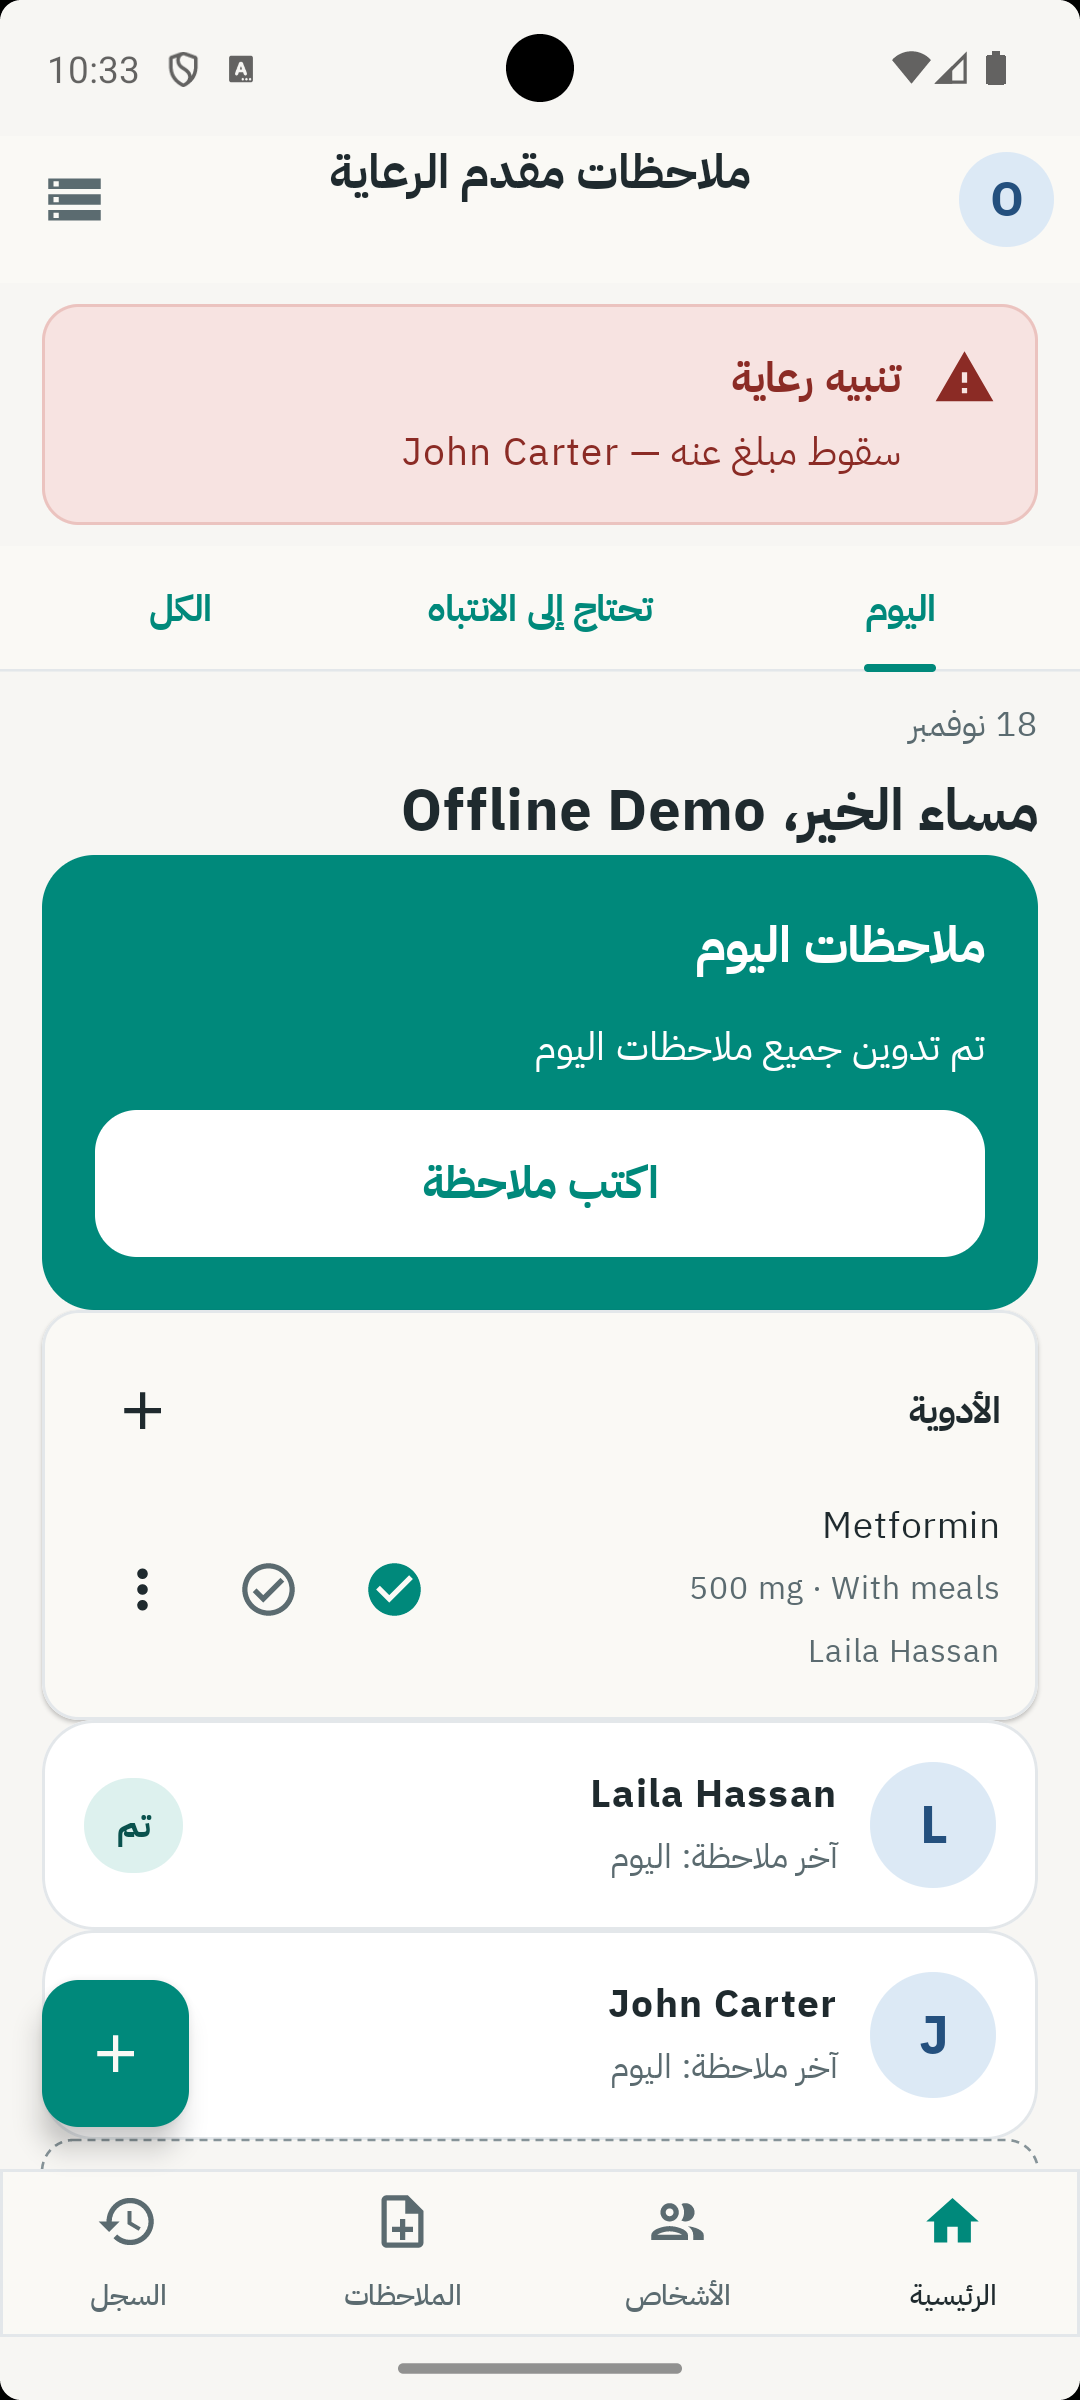 10:33
ملاحظات مقدم الرعاية
O
تنبيه رعاية
سقوط مبلغ عنه — John Carter
اليوم
تحتاج إلى الانتباه
الكل
18 نوفمبر
مساء الخير، Offline Demo
ملاحظات اليوم
تم تدوين جميع ملاحظات اليوم
اكتب ملاحظة
الأدوية
Metformin
500 mg · With meals
Laila Hassan
L
Laila Hassan
آخر ملاحظة: اليوم
تم
J
John Carter
آخر ملاحظة: اليوم
الرئيسية
الأشخاص
الملاحظات
السجل